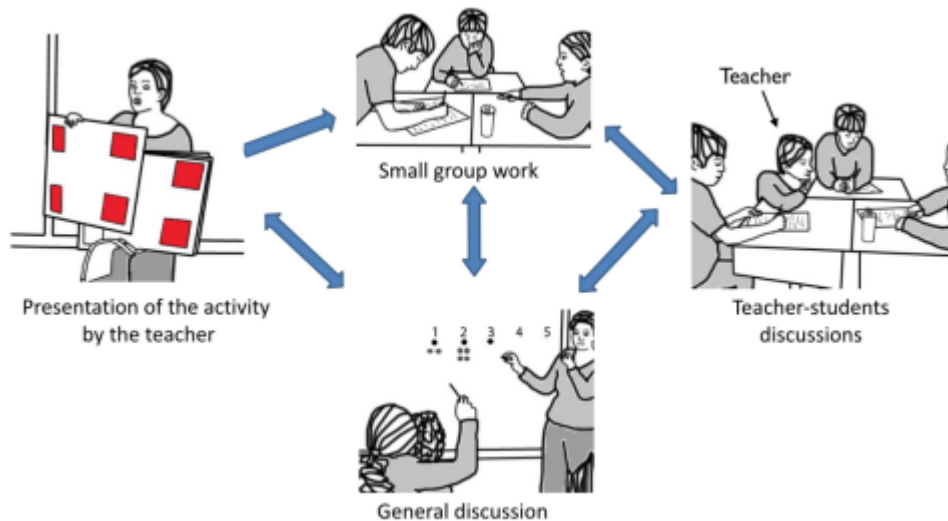 Teacher
Small group work
Presentation of the activity
by the teacher
Teacher-students
discussions
1 2 3 4 5
General discussion